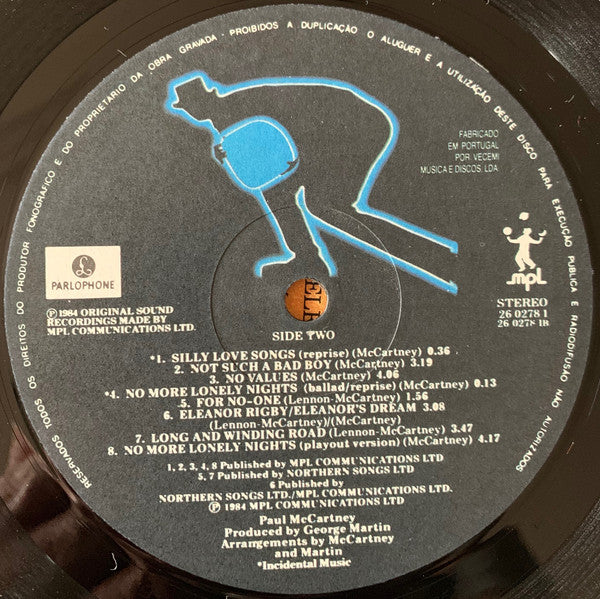 RESERVADOS TODOS OS DIREITOS DO PRODUTOR FONOGRAFICO E DO PROPRIETARIO DA OBRA GRAVADA - PROIBIDOS A DUPLICAÇAO O ALUGUER E A UTILIZAÇAO DESTE DISCO PARA EXECUÇAO PUBLICA E RADIODIFUSÃO NÃO AUTORIZADOS
FABRICADO
EM PORTUGAL
POR VECEMI
MUSICA E DISCOS, LDA
PARLOPHONE
mpl
℗ 1984 ORIGINAL SOUND
RECORDINGS MADE BY
MPL COMMUNICATIONS LTD.
STEREO
26 0278 1
26 0278 1B
ELE
SIDE TWO
*1. SILLY LOVE SONGS (reprise) (McCartney) 0.36
2. NOT SUCH A BAD BOY (McCartney) 3.19
3. NO VALUES (McCartney) 4.06
*4. NO MORE LONELY NIGHTS (ballad/reprise) (McCartney) 0.13
5. FOR NO-ONE (Lennon-McCartney) 1.56
6. ELEANOR RIGBY/ELEANOR'S DREAM 3.08
(Lennon-McCartney)/(McCartney)
7. LONG AND WINDING ROAD (Lennon-McCartney) 3.47
8. NO MORE LONELY NIGHTS (playout version) (McCartney) 4.17
1, 2, 3, 4, 8 Published by MPL COMMUNICATIONS LTD
5, 7 Published by NORTHERN SONGS LTD
6 Published by
NORTHERN SONGS LTD./MPL COMMUNICATIONS LTD.
℗ 1984 MPL COMMUNICATIONS LTD
Paul McCartney
Produced by George Martin
Arrangements by McCartney
and Martin
*Incidental Music